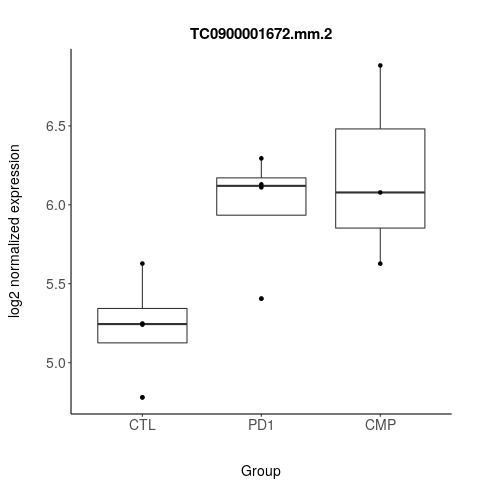 TC0900001672.mm.2
log2 normalized expression
6.5
6.0
5.5
5.0
CTL PD1 CMP
Group